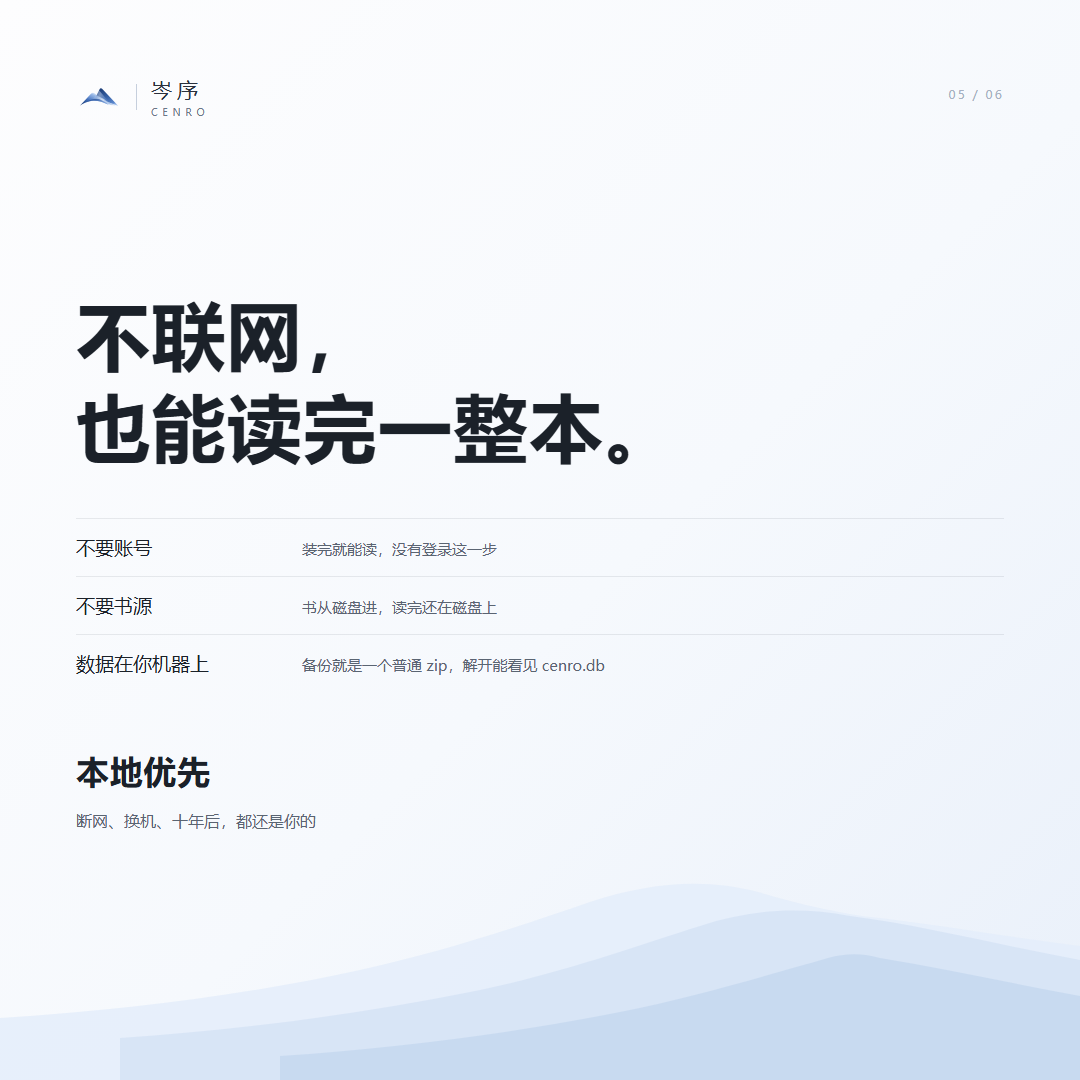 岑序
CENRO
05 / 06
不联网，
也能读完一整本。
不要账号
装完就能读，没有登录这一步
不要书源
书从磁盘进，读完还在磁盘上
数据在你机器上
备份就是一个普通 zip，解开能看见 cenro.db
本地优先
断网、换机、十年后，都还是你的